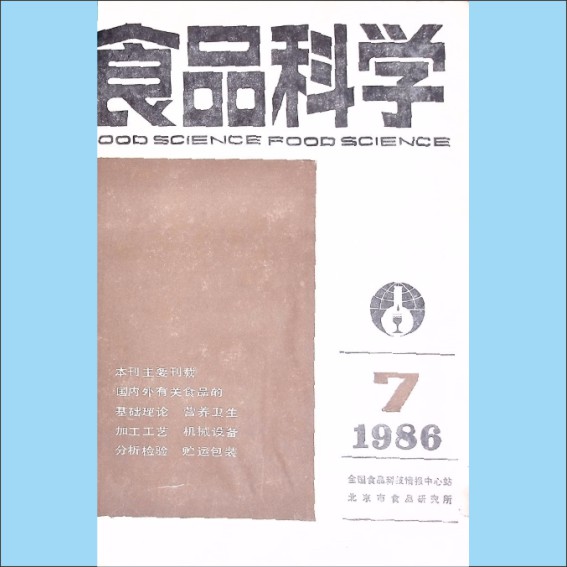 食品科学
OOD SCIENCE FOOD SCIENCE
本刊主要刊载
国内外有关食品的
基础理论 营养卫生
加工工艺 机械设备
分析检验 贮运包装
7
1986
全国食品科技情报中心站
北京市食品研究所